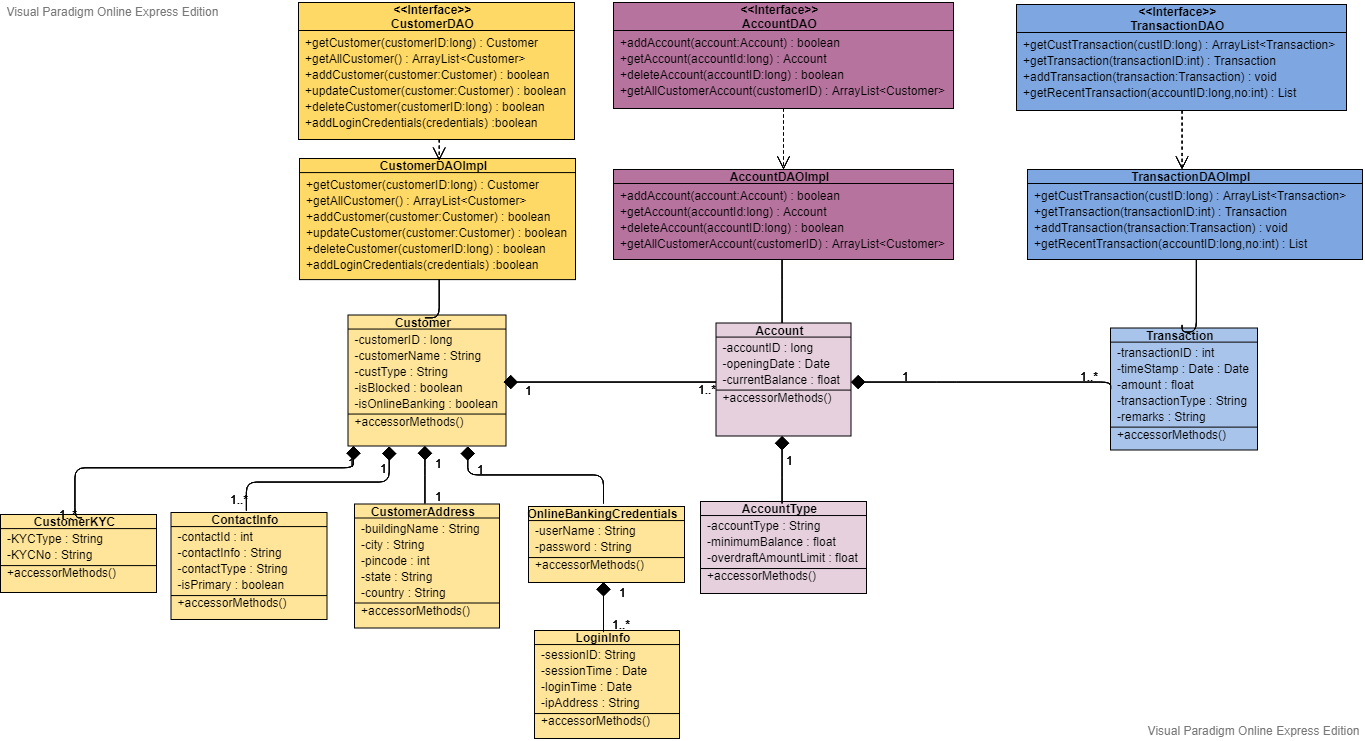 Visual Paradigm Online Express Edition
<<Interface>>
CustomerDAO
+getCustomer(customerID:long) : Customer
+getAllCustomer() : ArrayList<Customer>
+addCustomer(customer:Customer) : boolean
+updateCustomer(customer:Customer) : boolean
+deleteCustomer(customerID:long) : boolean
+addLoginCredentials(credentials) :boolean
<<Interface>>
AccountDAO
+addAccount(account:Account) : boolean
+getAccount(accountId:long) : Account
+deleteAccount(accountID:long) : boolean
+getAllCustomerAccount(customerID) : ArrayList<Customer>
<<Interface>>
TransactionDAO
+getCustTransaction(custID:long) : ArrayList<Transaction>
+getTransaction(transactionID:int) : Transaction
+addTransaction(transaction:Transaction) : void
+getRecentTransaction(accountID:long,no:int) : List
CustomerDAOImpl
+getCustomer(customerID:long) : Customer
+getAllCustomer() : ArrayList<Customer>
+addCustomer(customer:Customer) : boolean
+updateCustomer(customer:Customer) : boolean
+deleteCustomer(customerID:long) : boolean
+addLoginCredentials(credentials) :boolean
AccountDAOImpl
+addAccount(account:Account) : boolean
+getAccount(accountId:long) : Account
+deleteAccount(accountID:long) : boolean
+getAllCustomerAccount(customerID) : ArrayList<Customer>
TransactionDAOImpl
+getCustTransaction(custID:long) : ArrayList<Transaction>
+getTransaction(transactionID:int) : Transaction
+addTransaction(transaction:Transaction) : void
+getRecentTransaction(accountID:long,no:int) : List
Customer
-customerID : long
-customerName : String
-custType : String
-isBlocked : boolean
-isOnlineBanking : boolean
+accessorMethods()
1
1..*
Account
-accountID : long
-openingDate : Date
-currentBalance : float
+accessorMethods()
1
1..*
Transaction
-transactionID : int
-timeStamp : Date : Date
-amount : float
-transactionType : String
-remarks : String
+accessorMethods()
1
1
1
1
1
1..*
1..*
1
CustomerKYC
-KYCType : String
-KYCNo : String
+accessorMethods()
ContactInfo
-contactId : int
-contactInfo : String
-contactType : String
-isPrimary : boolean
+accessorMethods()
CustomerAddress
-buildingName : String
-city : String
-pincode : int
-state : String
-country : String
+accessorMethods()
OnlineBankingCredentials
-userName : String
-password : String
+accessorMethods()
AccountType
-accountType : String
-minimumBalance : float
-overdraftAmountLimit : float
+accessorMethods()
1
1..*
LoginInfo
-sessionID: String
-sessionTime : Date
-loginTime : Date
-ipAddress : String
+accessorMethods()
Visual Paradigm Online Express Edition